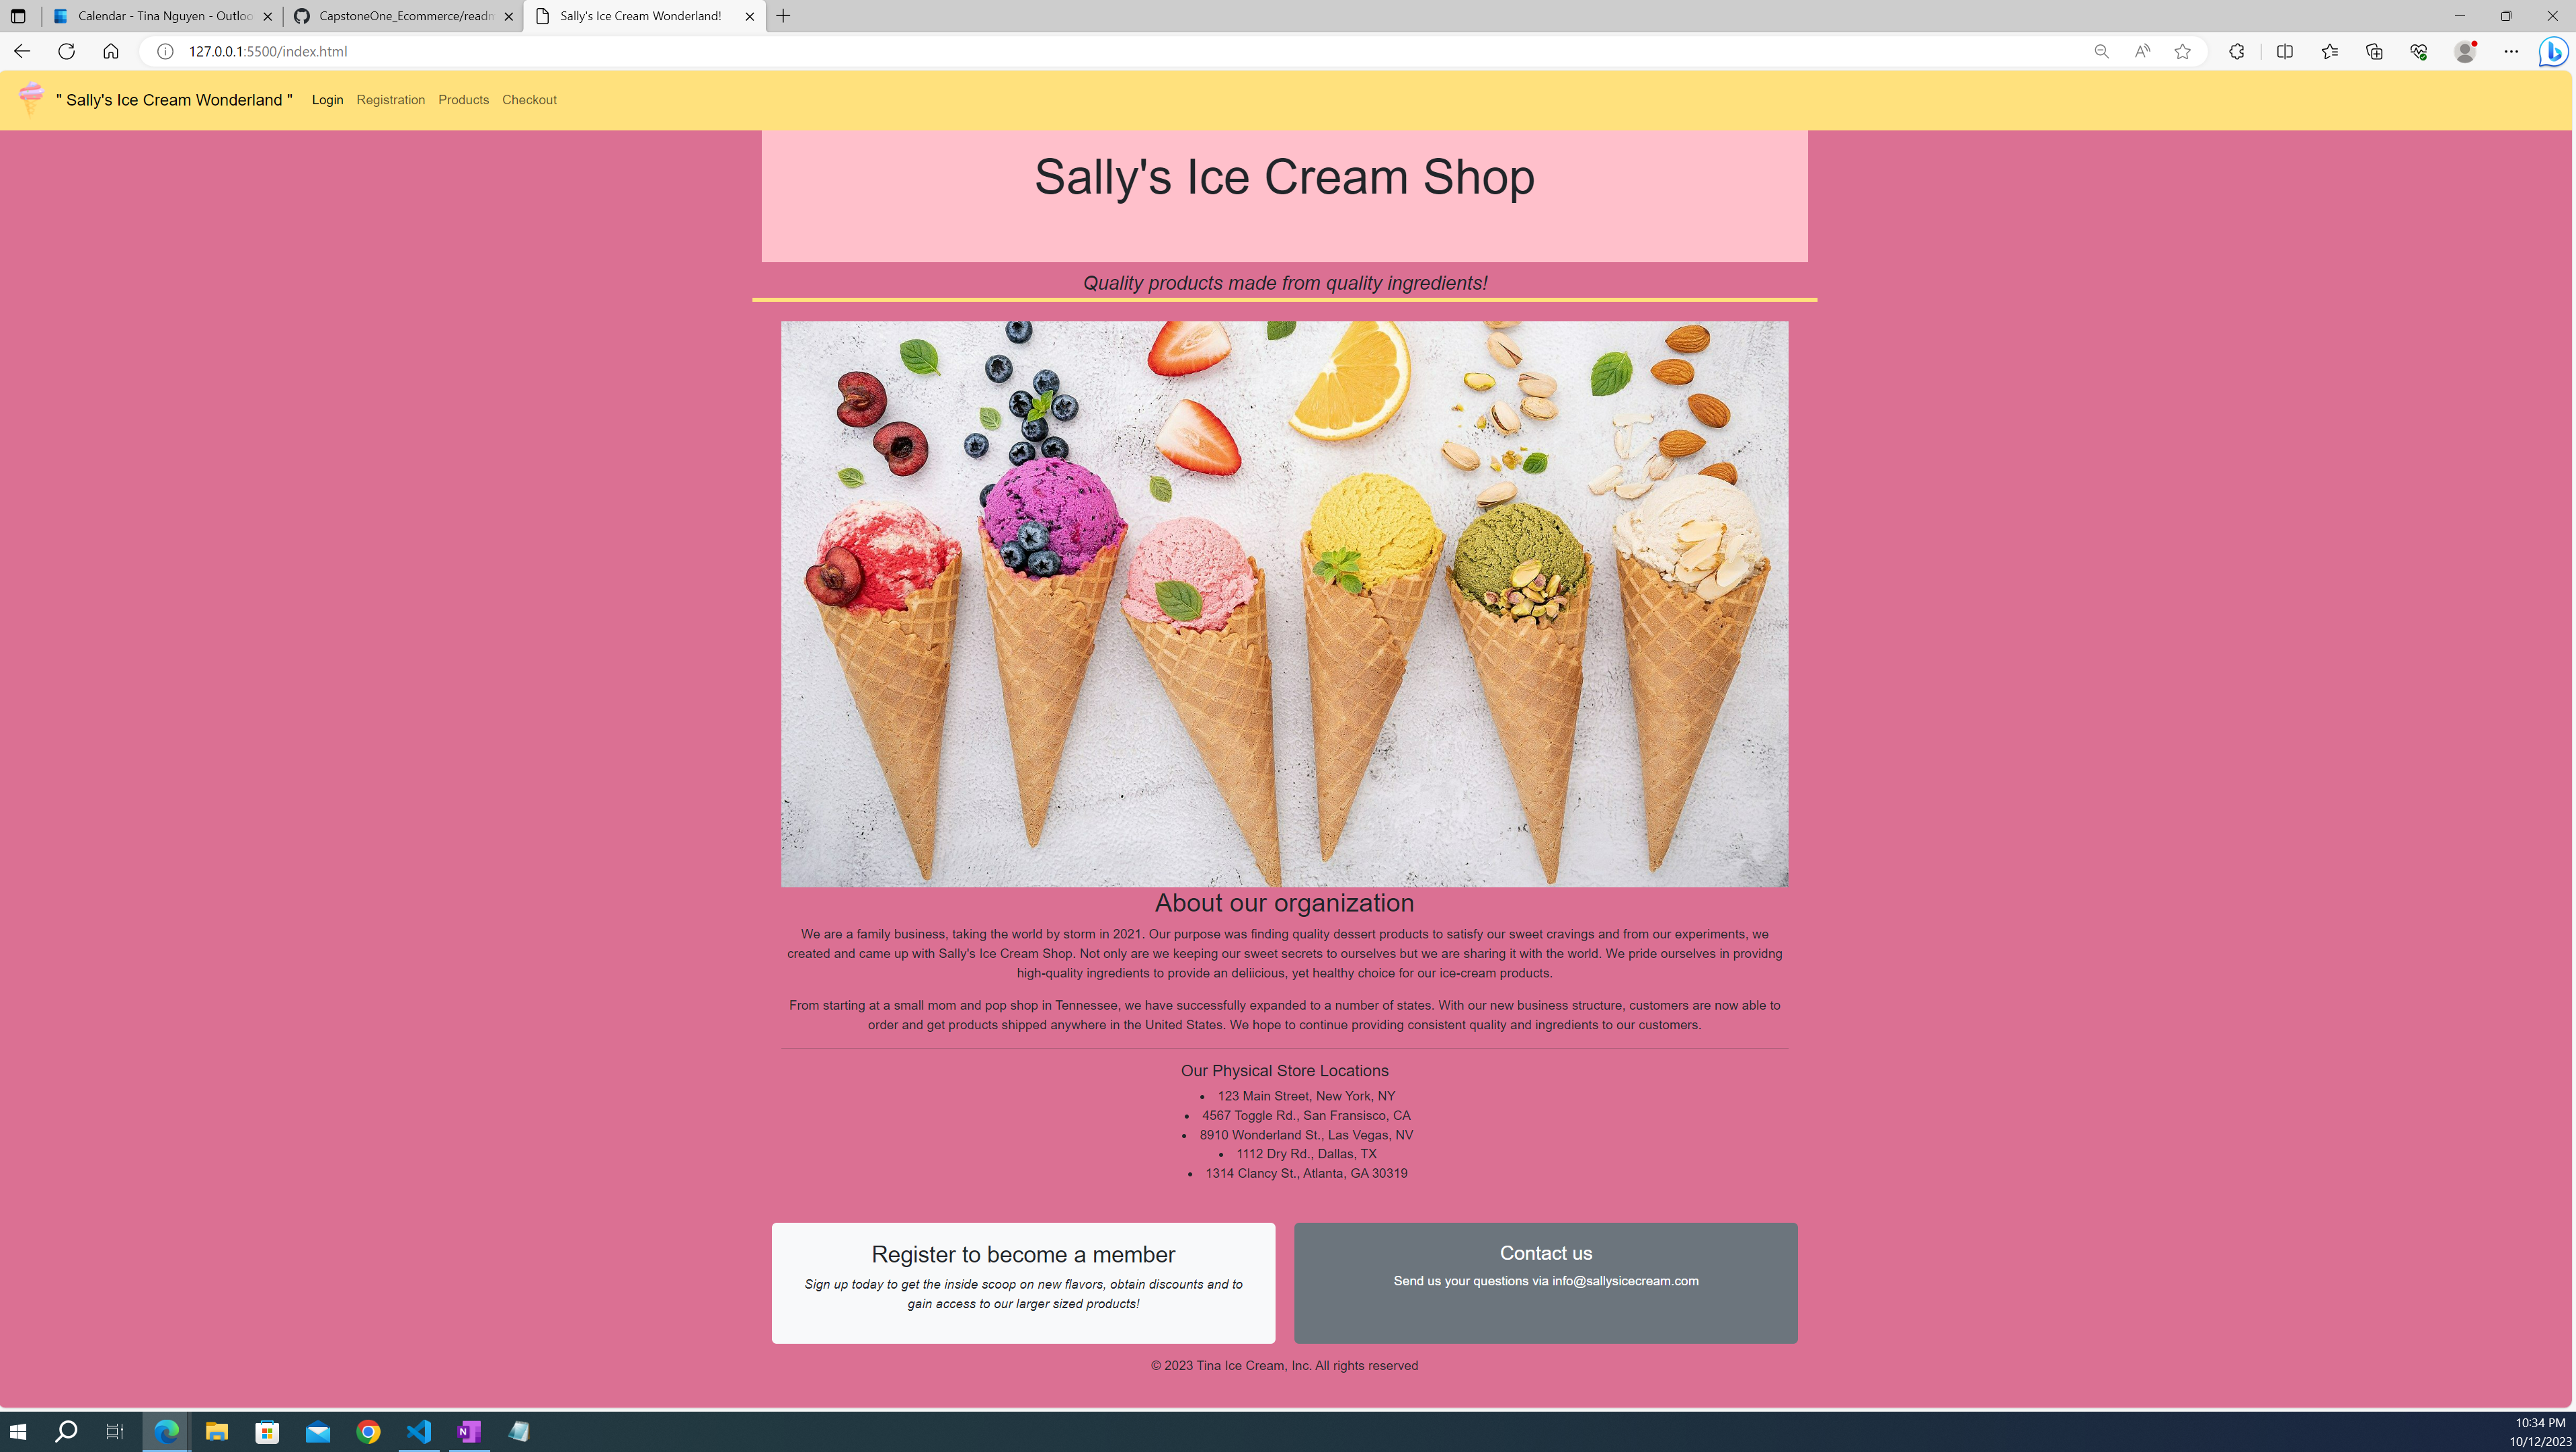 Calendar - Tina Nguyen - Outloo
CapstoneOne_Ecommerce/readn
Sally's Ice Cream Wonderland!
127.0.0.1:5500/index.html
" Sally's Ice Cream Wonderland " Login Registration Products Checkout
Sally's Ice Cream Shop
Quality products made from quality ingredients!
About our organization
We are a family business, taking the world by storm in 2021. Our purpose was finding quality dessert products to satisfy our sweet cravings and from our experiments, we
created and came up with Sally's Ice Cream Shop. Not only are we keeping our sweet secrets to ourselves but we are sharing it with the world. We pride ourselves in providng
high-quality ingredients to provide an deliicious, yet healthy choice for our ice-cream products.
From starting at a small mom and pop shop in Tennessee, we have successfully expanded to a number of states. With our new business structure, customers are now able to
order and get products shipped anywhere in the United States. We hope to continue providing consistent quality and ingredients to our customers.
Our Physical Store Locations
• 123 Main Street, New York, NY
• 4567 Toggle Rd., San Fransisco, CA
• 8910 Wonderland St., Las Vegas, NV
• 1112 Dry Rd., Dallas, TX
• 1314 Clancy St., Atlanta, GA 30319
Register to become a member
Sign up today to get the inside scoop on new flavors, obtain discounts and to
gain access to our larger sized products!
Contact us
Send us your questions via info@sallysicecream.com
© 2023 Tina Ice Cream, Inc. All rights reserved
10:34 PM
10/12/2023